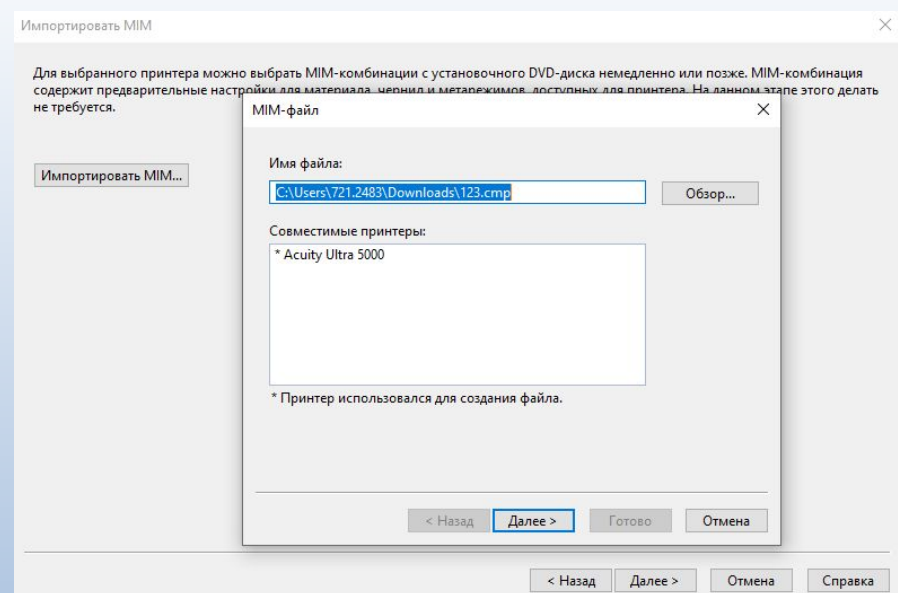 Импортировать MIM
Для выбранного принтера можно выбрать MIM-комбинации с установочного DVD-диска немедленно или позже. MIM-комбинация
содержит предварительные настройки для материала, чернил и метарежимов, доступных для принтера. На данном этапе этого делать
не требуется.
Импортировать MIM...
MIM-файл
Имя файла:
C:\Users\721.2483\Downloads\123.cmp
Обзор...
Совместимые принтеры:
* Acuity Ultra 5000
* Принтер использовался для создания файла.
< Назад
Далее >
Готово
Отмена
< Назад
Далее >
Отмена
Справка